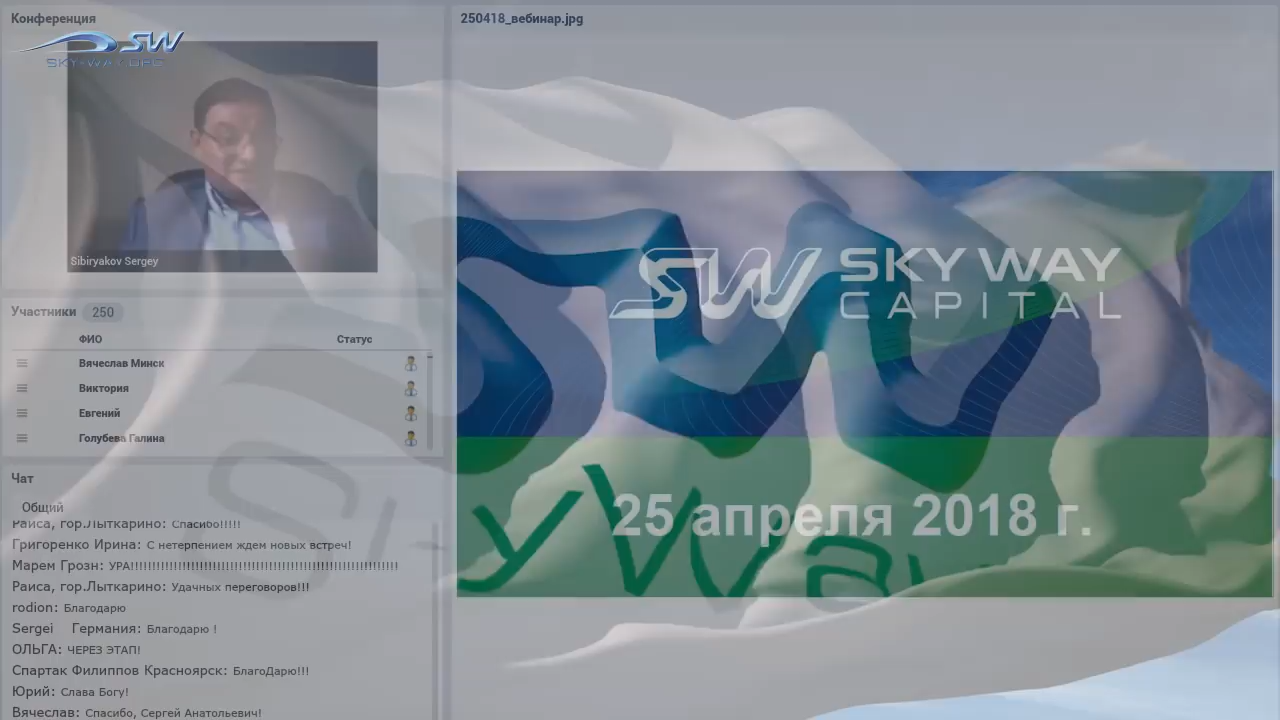 Конференция
SW
SKY-WAY.ORG
Sibiryakov Sergey
Участники 250
ФИО Статус
Вячеслав Минск
Виктория
Евгений
Голубева Галина
Чат
Общий
Раиса, гор.Лыткарино: Спасибо!!!!!
Григоренко Ирина: С нетерпением ждем новых встреч!
Марем Грозн: УРА!!!!!!!!!!!!!!!!!!!!!!!!!!!!!!!!!!!!!!!!!!!!!!!!!!!!!!!!!!!!!!!!!!!
Раиса, гор.Лыткарино: Удачных переговоров!!!
rodion: Благодарю
Sergei Германия: Благодарю !
ОЛЬГА: ЧЕРЕЗ ЭТАП!
Спартак Филиппов Красноярск: БлагоДарю!!!
Юрий: Слава Богу!
Вячеслав: Спасибо, Сергей Анатольевич!
250418_вебинар.jpg
SW SKY WAY
CAPITAL
25 апреля 2018 г.
yWay